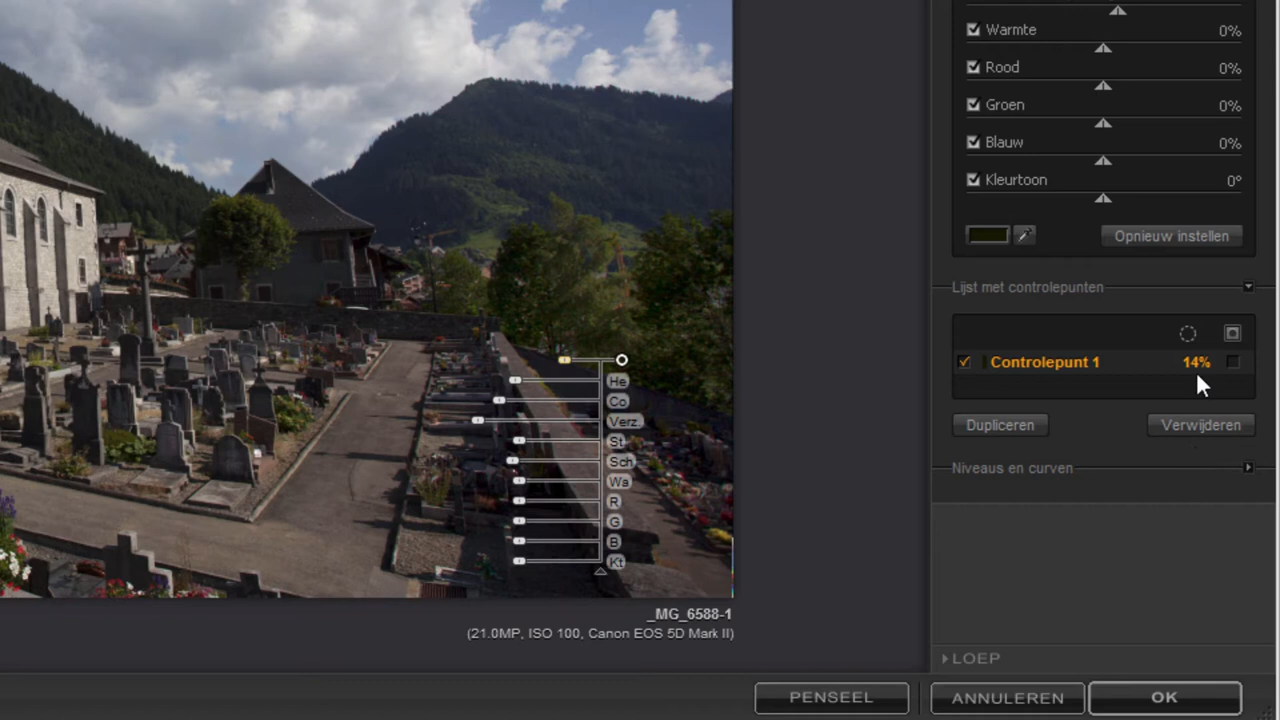 Warmte 0%
Rood 0%
Groen 0%
Blauw 0%
Kleurtoon 0°
Opnieuw instellen
Lijst met controlepunten
Controlepunt 1 14%
Dupliceren Verwijderen
Niveaus en curven
He
Co
Verz.
St
Sch
Wa
R
G
B
Kt
_MG_6588-1
(21.0MP, ISO 100, Canon EOS 5D Mark II)
LOEP
PENSEEL ANNULEREN OK